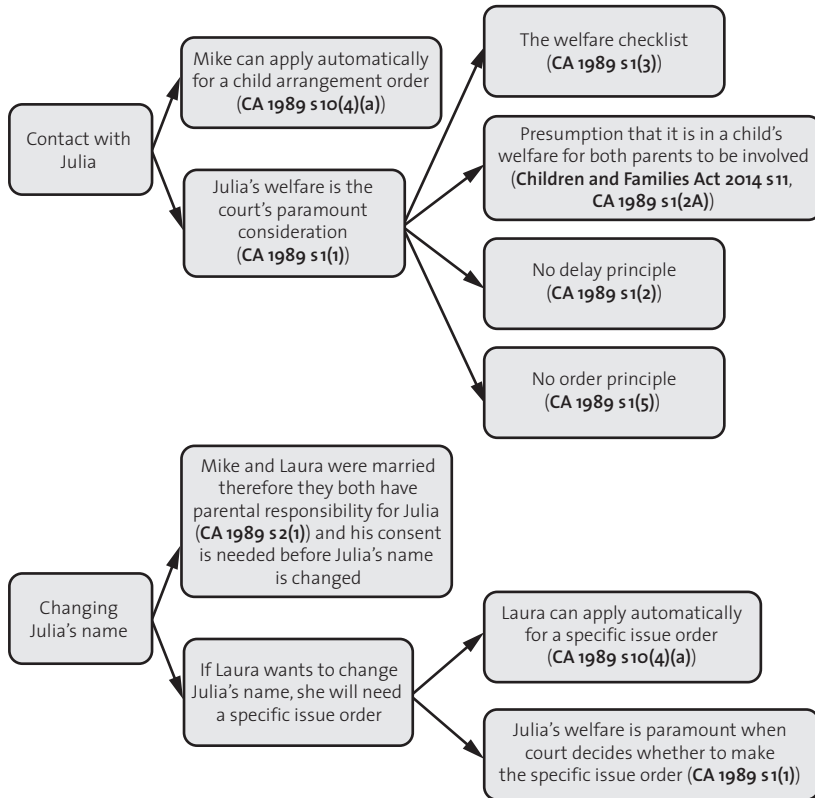 Contact with
Julia
Mike can apply automatically
for a child arrangement order
(CA 1989 s10(4)(a))
Julia's welfare is the
court's paramount
consideration
(CA 1989 s1(1))
The welfare checklist
(CA 1989 s1(3))
Presumption that it is in a child's
welfare for both parents to be involved
(Children and Families Act 2014 s11,
CA 1989 s1(2A))
No delay principle
(CA 1989 s1(2))
No order principle
(CA 1989 s1(5))
Changing
Julia's name
Mike and Laura were married
therefore they both have
parental responsibility for Julia
(CA 1989 s2(1)) and his consent
is needed before Julia's name
is changed
If Laura wants to change
Julia's name, she will need
a specific issue order
Laura can apply automatically
for a specific issue order
(CA 1989 s10(4)(a))
Julia's welfare is paramount when
court decides whether to make
the specific issue order (CA 1989 s1(1))